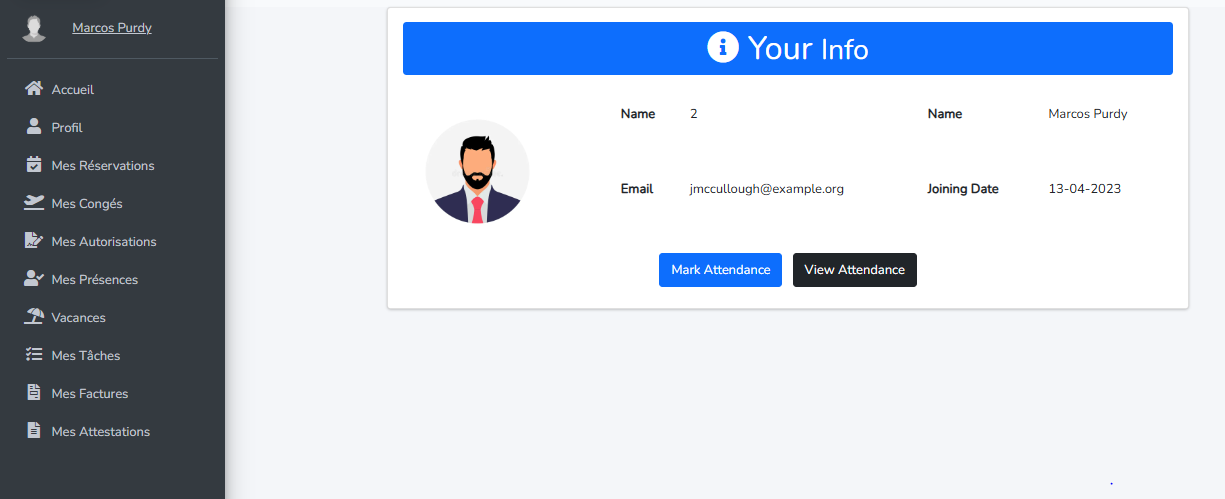 Marcos Purdy
Accueil
Profil
Mes Réservations
Mes Congés
Mes Autorisations
Mes Présences
Vacances
Mes Tâches
Mes Factures
Mes Attestations
Your Info
Name 2 Name Marcos Purdy
Email jmccullough@example.org Joining Date 13-04-2023
Mark Attendance View Attendance
.